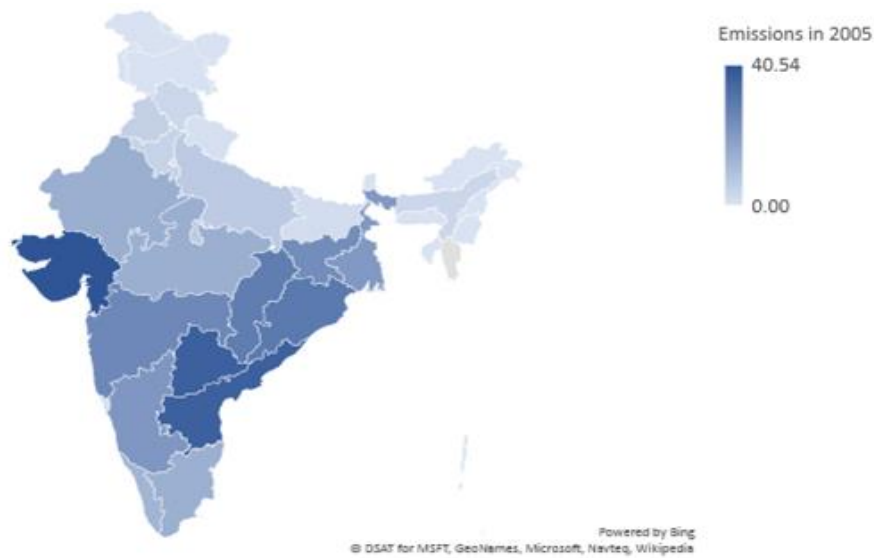 Emissions in 2005
40.54
0.00
Powered by Bing
© DSAT for MSFT, GeoNames, Microsoft, Navteq, Wikipedia